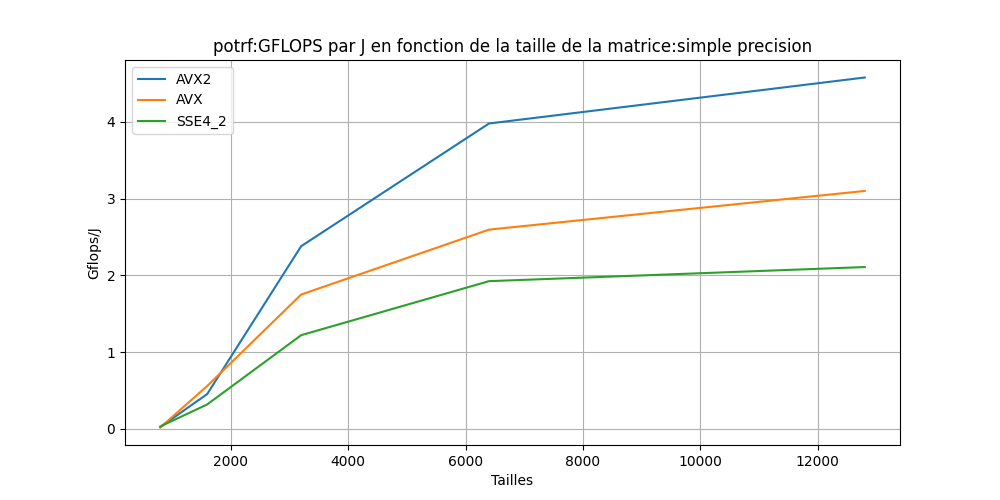 potrf:GFLOPS par J en fonction de la taille de la matrice:simple precision
AVX2
AVX
SSE4_2
Gflops/J
4
3
2
1
0
2000
4000
6000
8000
10000
12000
Tailles